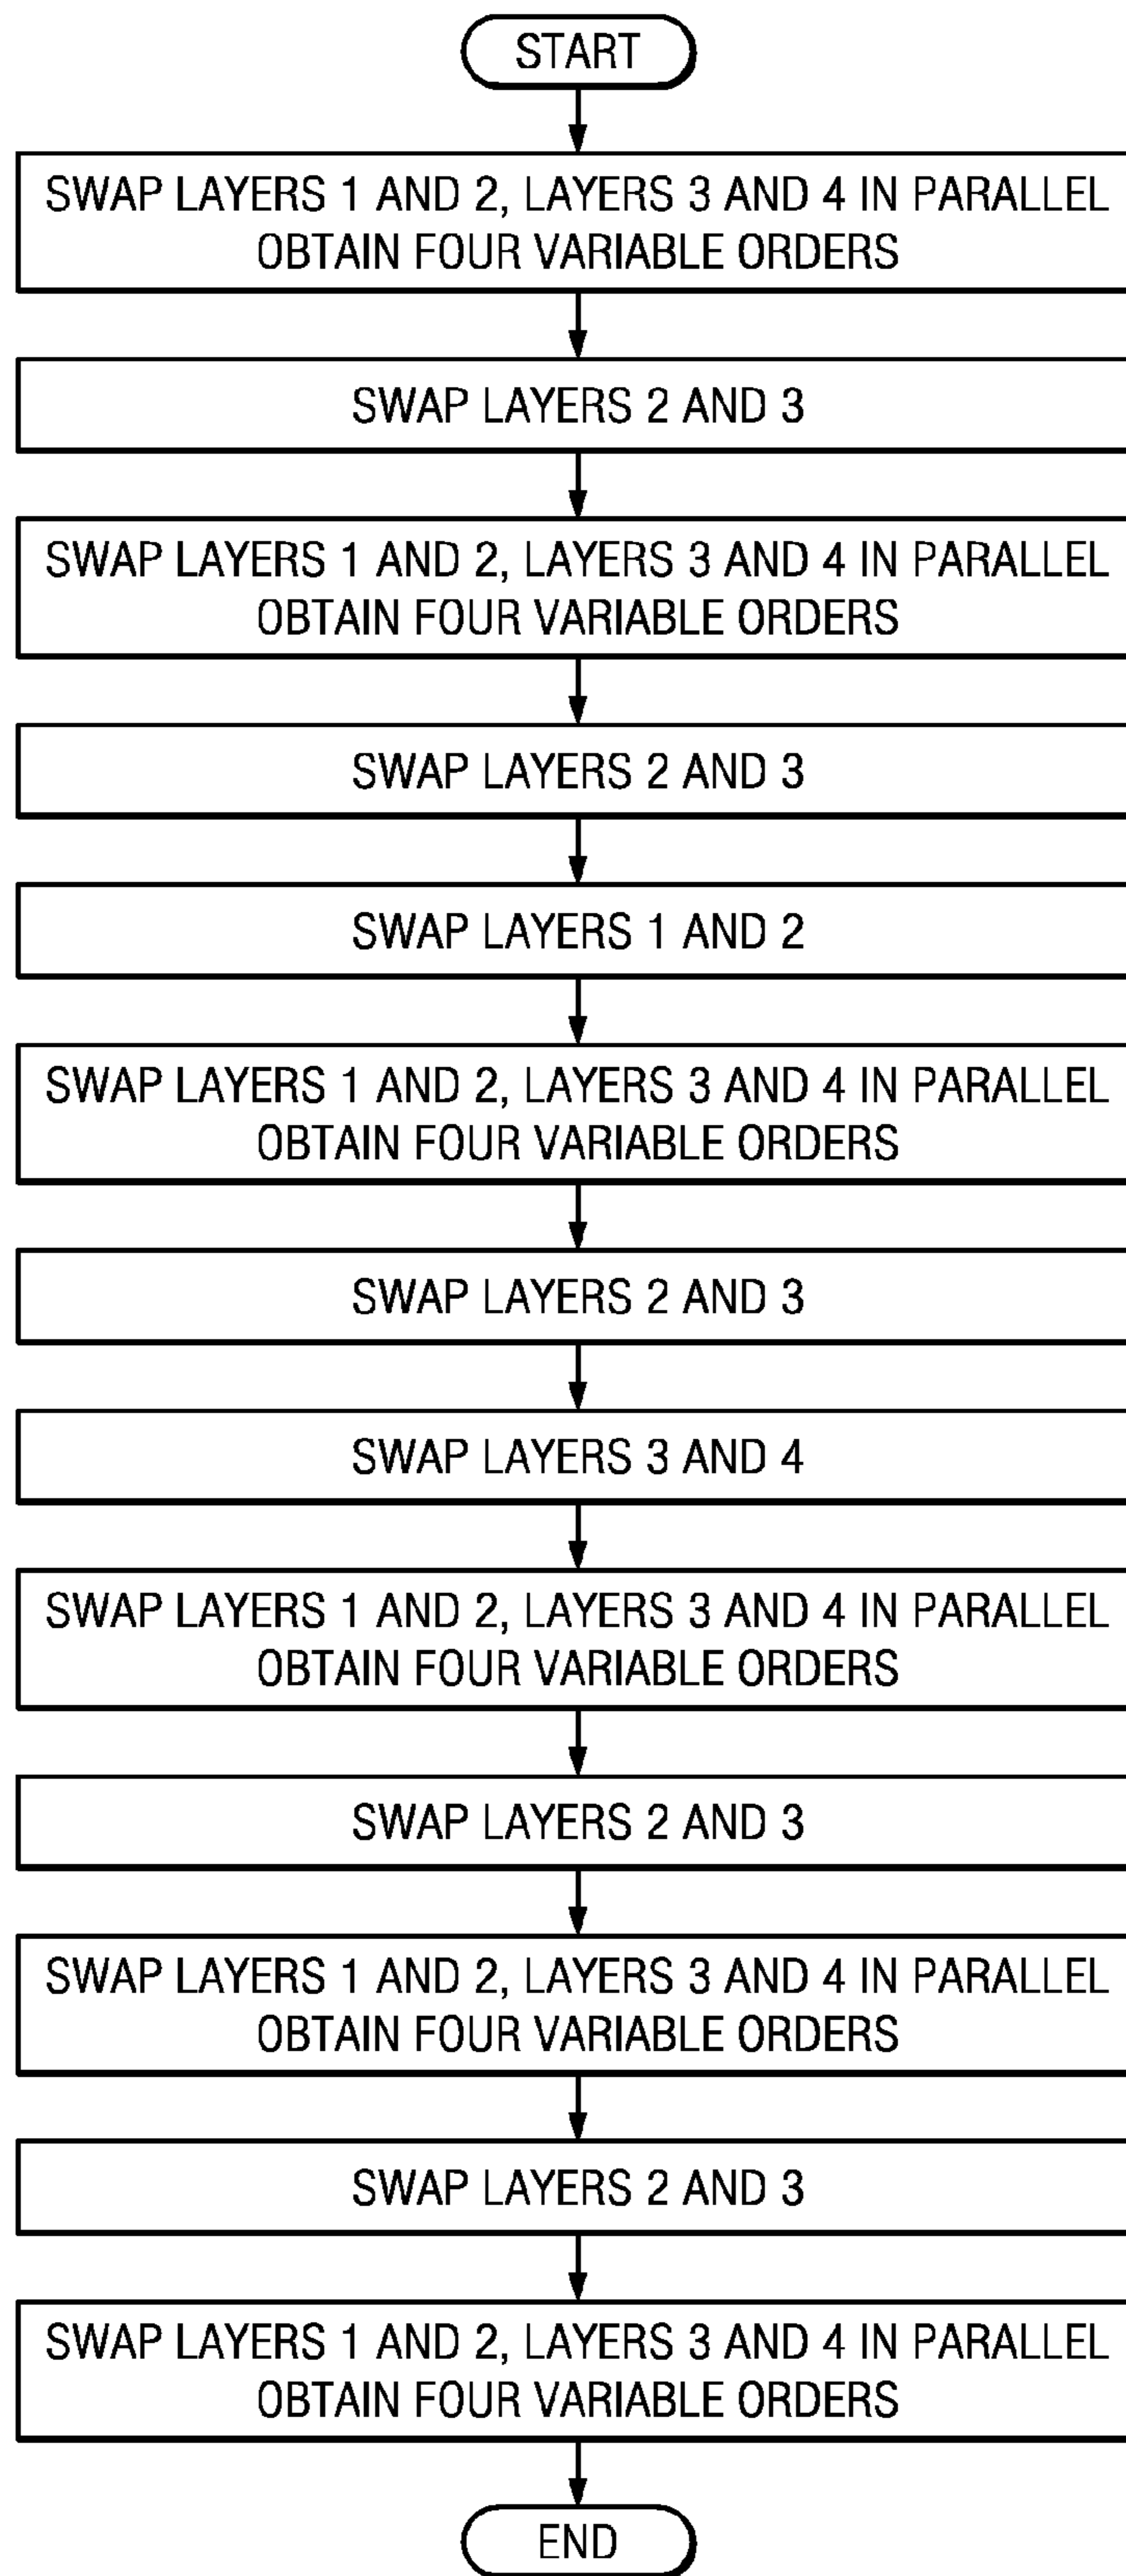 START
SWAP LAYERS 1 AND 2, LAYERS 3 AND 4 IN PARALLEL
OBTAIN FOUR VARIABLE ORDERS
SWAP LAYERS 2 AND 3
SWAP LAYERS 1 AND 2, LAYERS 3 AND 4 IN PARALLEL
OBTAIN FOUR VARIABLE ORDERS
SWAP LAYERS 2 AND 3
SWAP LAYERS 1 AND 2
SWAP LAYERS 1 AND 2, LAYERS 3 AND 4 IN PARALLEL
OBTAIN FOUR VARIABLE ORDERS
SWAP LAYERS 2 AND 3
SWAP LAYERS 3 AND 4
SWAP LAYERS 1 AND 2, LAYERS 3 AND 4 IN PARALLEL
OBTAIN FOUR VARIABLE ORDERS
SWAP LAYERS 2 AND 3
SWAP LAYERS 1 AND 2, LAYERS 3 AND 4 IN PARALLEL
OBTAIN FOUR VARIABLE ORDERS
SWAP LAYERS 2 AND 3
SWAP LAYERS 1 AND 2, LAYERS 3 AND 4 IN PARALLEL
OBTAIN FOUR VARIABLE ORDERS
END